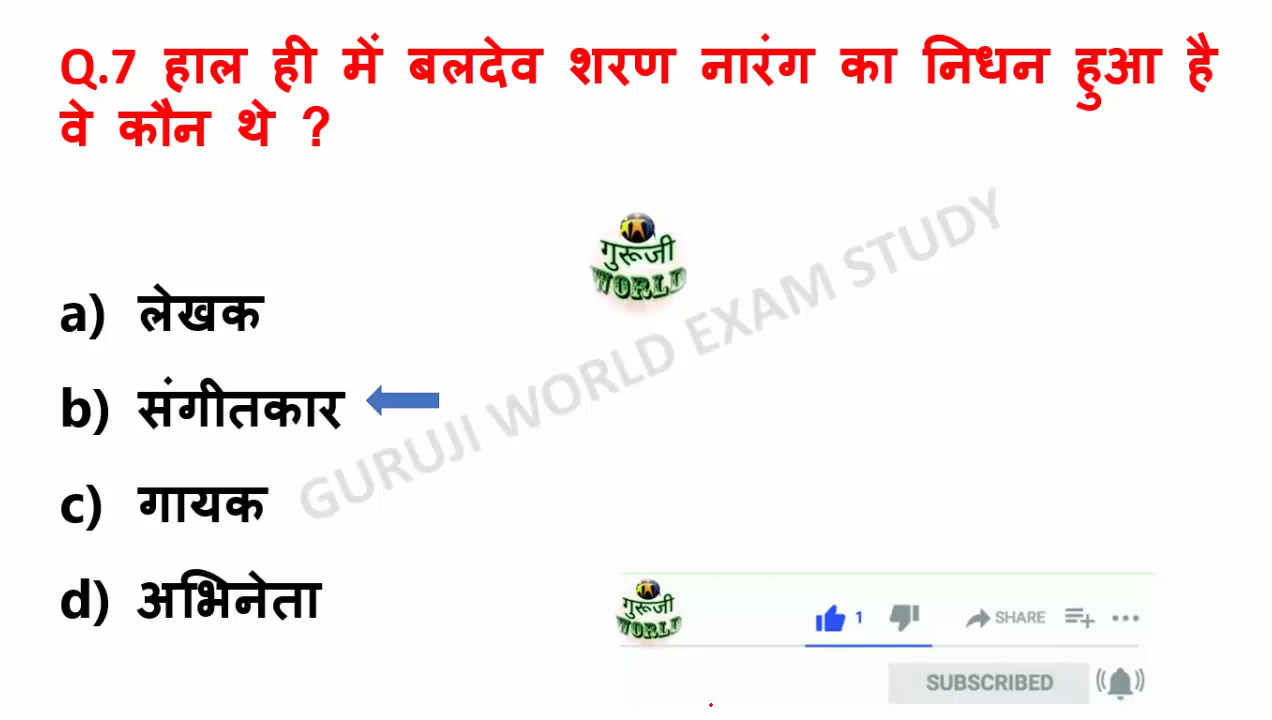 Q.7 हाल ही में बलदेव शरण नारंग का निधन हुआ है
वे कौन थे ?
गुरूजी
WORLD
GURUJI WORLD EXAM STUDY
a) लेखक
b) संगीतकार
c) गायक
d) अभिनेता
गुरूजी
WORLD
1 SHARE
SUBSCRIBED